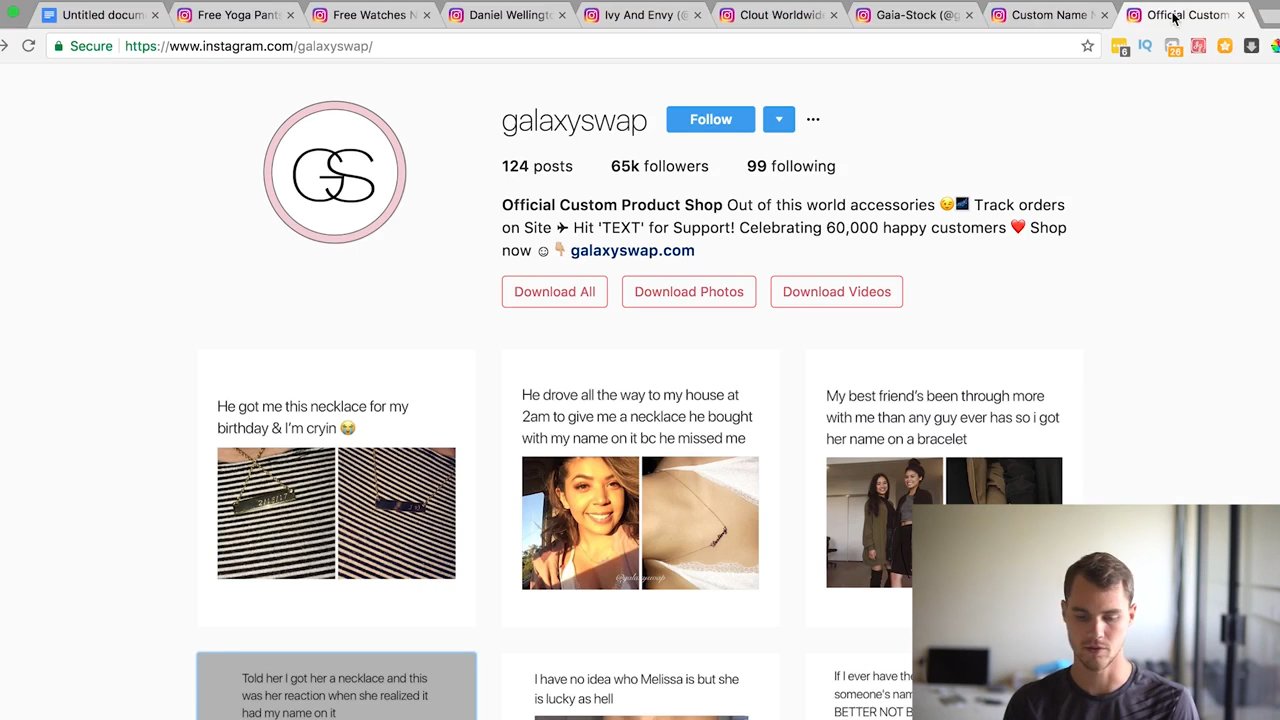 Untitled docum
Free Yoga Pants
Free Watches N
Daniel Wellingto
Ivy And Envy (@
Clout Worldwide
Gaia-Stock (@g
Custom Name N
Official Custom
Secure
https://www.instagram.com/galaxyswap/
6
IQ
26
GS
galaxyswap
Follow
124 posts
65k followers
99 following
Official Custom Product Shop Out of this world accessories 😉🌌 Track orders
on Site ✈ Hit 'TEXT' for Support! Celebrating 60,000 happy customers ❤️ Shop
now ☺👇🏼 galaxyswap.com
Download All
Download Photos
Download Videos
He got me this necklace for my
birthday & I'm cryin 😭
He drove all the way to my house at
2am to give me a necklace he bought
with my name on it bc he missed me
@galaxyswap
My best friend's been through more
with me than any guy ever has so i got
her name on a bracelet
Told her I got her a necklace and this
was her reaction when she realized it
had my name on it
I have no idea who Melissa is but she
is lucky as hell
If I ever have the
someone's nam
BETTER NOT B